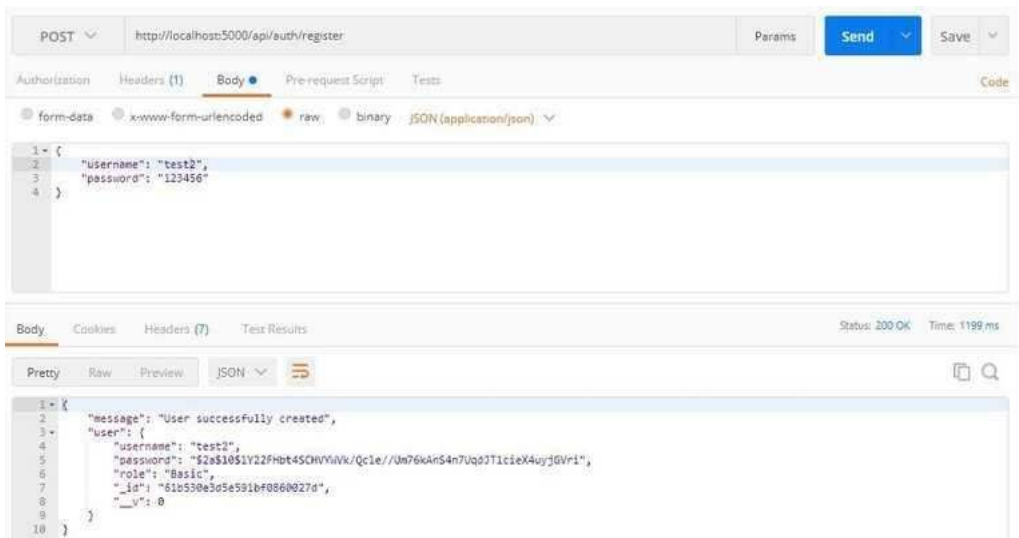 POST http://localhost:5000/api/auth/register Params Send Save
Authorization Headers (1) Body Pre-request Script Tests Code
form-data x-www-form-urlencoded raw binary JSON (application/json)
1 {
2 "username": "test2",
3 "password": "123456"
4 }
Body Cookies Headers (7) Test Results Status: 200 OK Time: 1199 ms
Pretty Raw Preview JSON
1 {
2 "message": "User successfully created",
3 "user": {
4 "username": "test2",
5 "password":
6 "role": "Basic",
7 "_id": "61b530e3d5e591bf0860027d",
8 "__v": 0
9 }
10 }